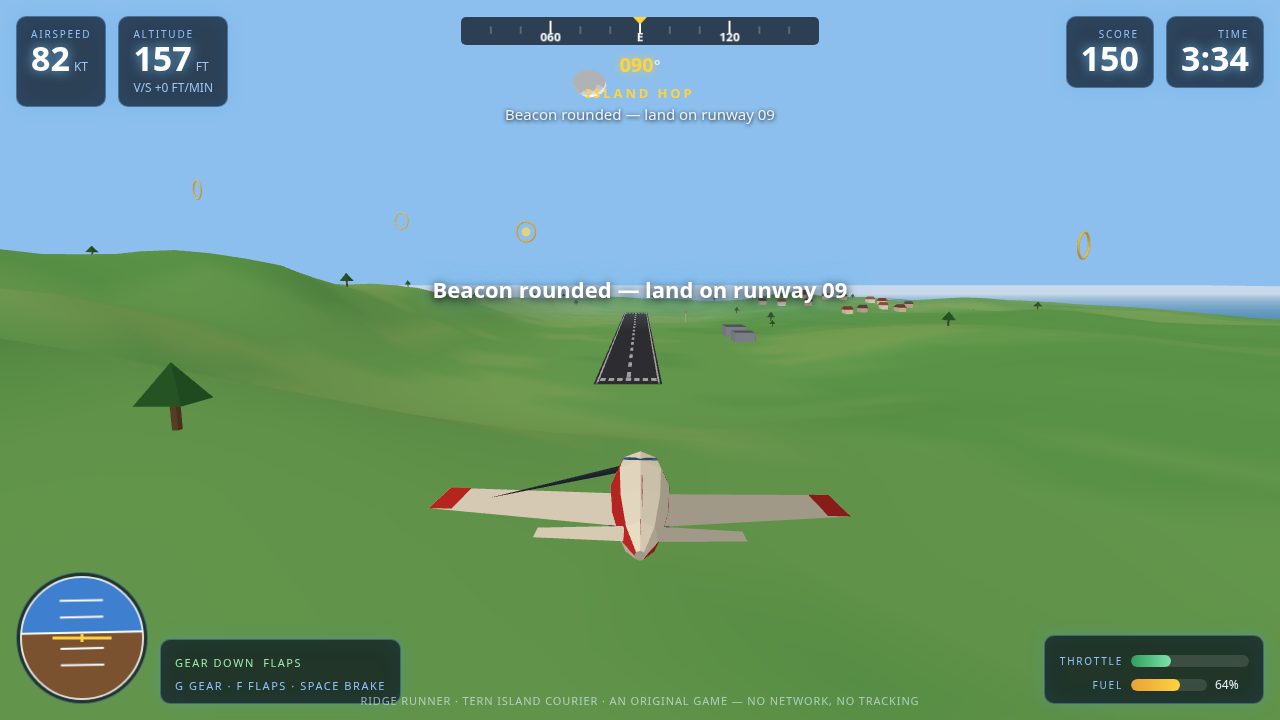 AIRSPEED
82 KT
ALTITUDE
157 FT
V/S +0 FT/MIN
060 E 120
090°
ISLAND HOP
Beacon rounded — land on runway 09
SCORE
150
TIME
3:34
Beacon rounded — land on runway 09
GEAR DOWN FLAPS
G GEAR · F FLAPS · SPACE BRAKE
THROTTLE
FUEL 64%
RIDGE RUNNER · TERN ISLAND COURIER · AN ORIGINAL GAME — NO NETWORK, NO TRACKING